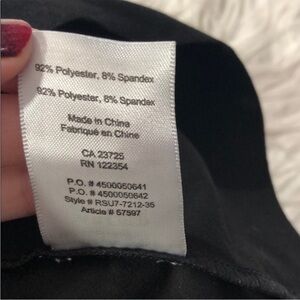 92% Polyester, 8% Spandex
92% Polyester, 8% Spandex
Made in China
Fabriqué en Chine
CA 23725
RN 122354
P.O. # 4500050641
P.O. # 4500050642
Style # RSU7-7212-35
Article # 57597